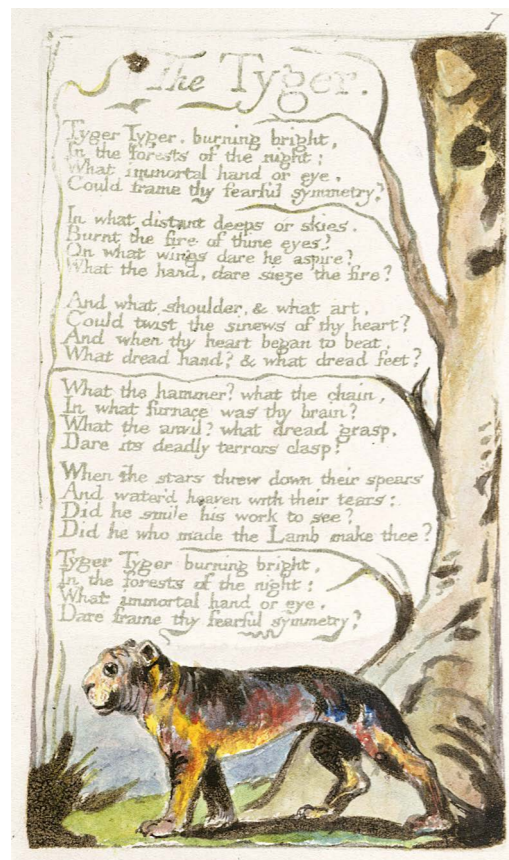 7
The Tyger.
Tyger Tyger, burning bright,
In the forests of the night;
What immortal hand or eye,
Could frame thy fearful symmetry?
In what distant deeps or skies.
Burnt the fire of thine eyes?
On what wings dare he aspire?
What the hand, dare sieze the fire?
And what shoulder, & what art,
Could twist the sinews of thy heart?
And when thy heart began to beat,
What dread hand? & what dread feet?
What the hammer? what the chain,
In what furnace was thy brain?
What the anvil? what dread grasp,
Dare its deadly terrors clasp!
When the stars threw down their spears
And water'd heaven with their tears:
Did he smile his work to see?
Did he who made the Lamb make thee?
Tyger Tyger burning bright,
In the forests of the night:
What immortal hand or eye,
Dare frame thy fearful symmetry?